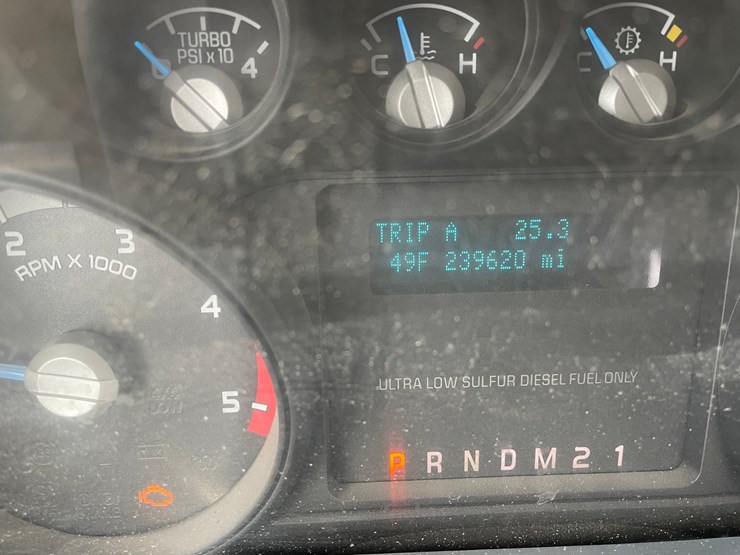 TURBO
PSI x 10
0 4
C H
C H
TRIP A 25.3
49F 239620 mi
2 3 4 5
RPM X 1000
ULTRA LOW SULFUR DIESEL FUEL ONLY
P R N D M 2 1